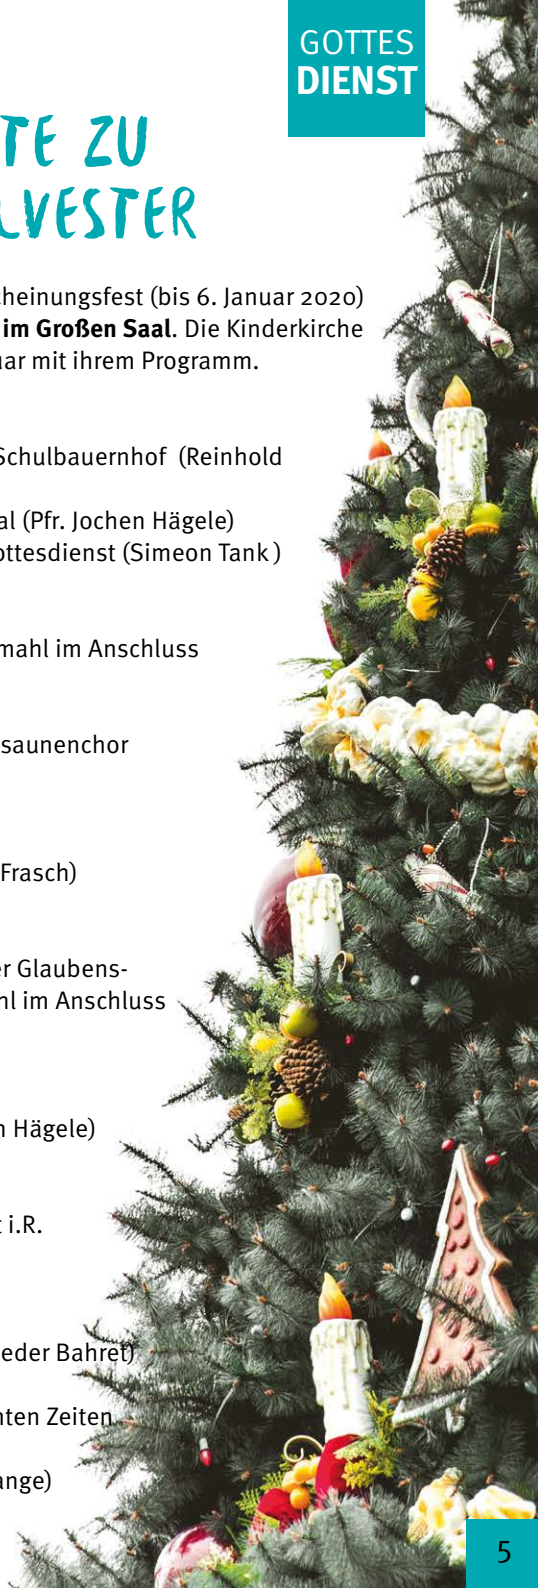 GOTTES
DIENST
TE ZU
LVESTER
cheinungsfest (bis 6. Januar 2020)
im Großen Saal. Die Kinderkirche
uar mit ihrem Programm.
Schulbauernhof (Reinhold
al (Pfr. Jochen Hägele)
ottesdienst (Simeon Tank )
mahl im Anschluss
saunenchor
Frasch)
er Glaubens-
hl im Anschluss
n Hägele)
t i.R.
ieder Bahret)
nten Zeiten
ange)
5